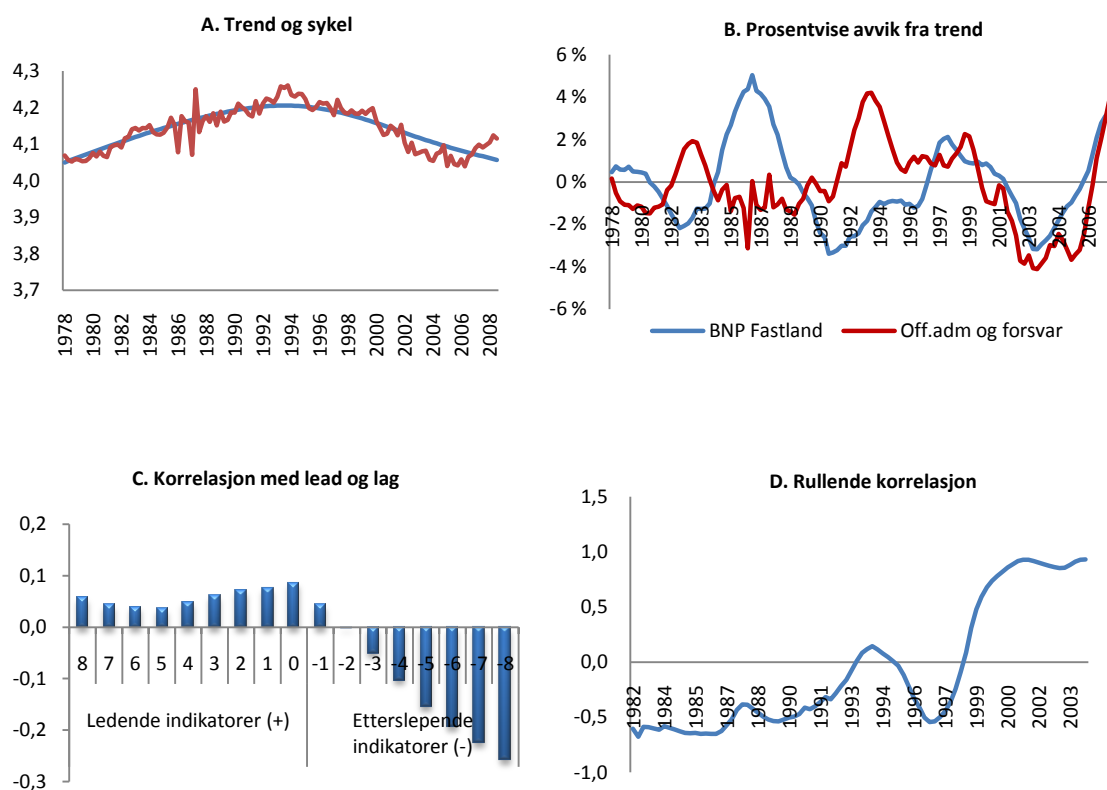 A. Trend og sykel
4,3
4,2
4,1
4,0
3,9
3,8
3,7
1978 1980 1982 1984 1986 1988 1990 1992 1994 1996 1998 2000 2002 2004 2006 2008
B. Prosentvise avvik fra trend
6 %
4 %
2 %
0 %
-2 %
-4 %
-6 %
1978 1980 1982 1983 1985 1987 1989 1990 1992 1994 1996 1997 1999 2001 2003 2004 2006
BNP Fastland Off.adm og forsvar
C. Korrelasjon med lead og lag
0,2
0,1
0,0
-0,1
-0,2
-0,3
8 7 6 5 4 3 2 1 0 -1 -2 -3 -4 -5 -6 -7 -8
Ledende indikatorer (+)
Etterslepende
indikatorer (-)
D. Rullende korrelasjon
1,5
1,0
0,5
0,0
-0,5
-1,0
1982 1984 1985 1987 1988 1990 1991 1993 1994 1996 1997 1999 2000 2002 2003